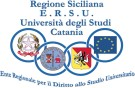 Regione Siciliana
E . R . S . U .
Università degli Studi
Catania
Ente Regionale per il Diritto allo Studio Universitario